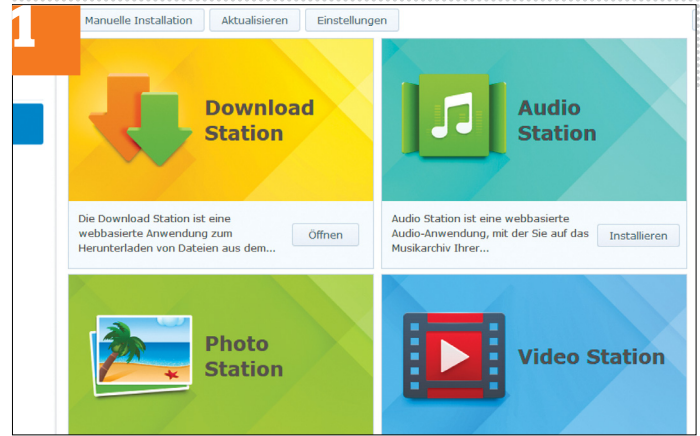 1
Manuelle Installation
Aktualisieren
Einstellungen
Download
Station
Die Download Station ist eine
webbasierte Anwendung zum
Herunterladen von Dateien aus dem...
Öffnen
Audio
Station
Audio Station ist eine webbasierte
Audio-Anwendung, mit der Sie auf das
Musikarchiv Ihrer...
Installieren
Photo
Station
Video Station